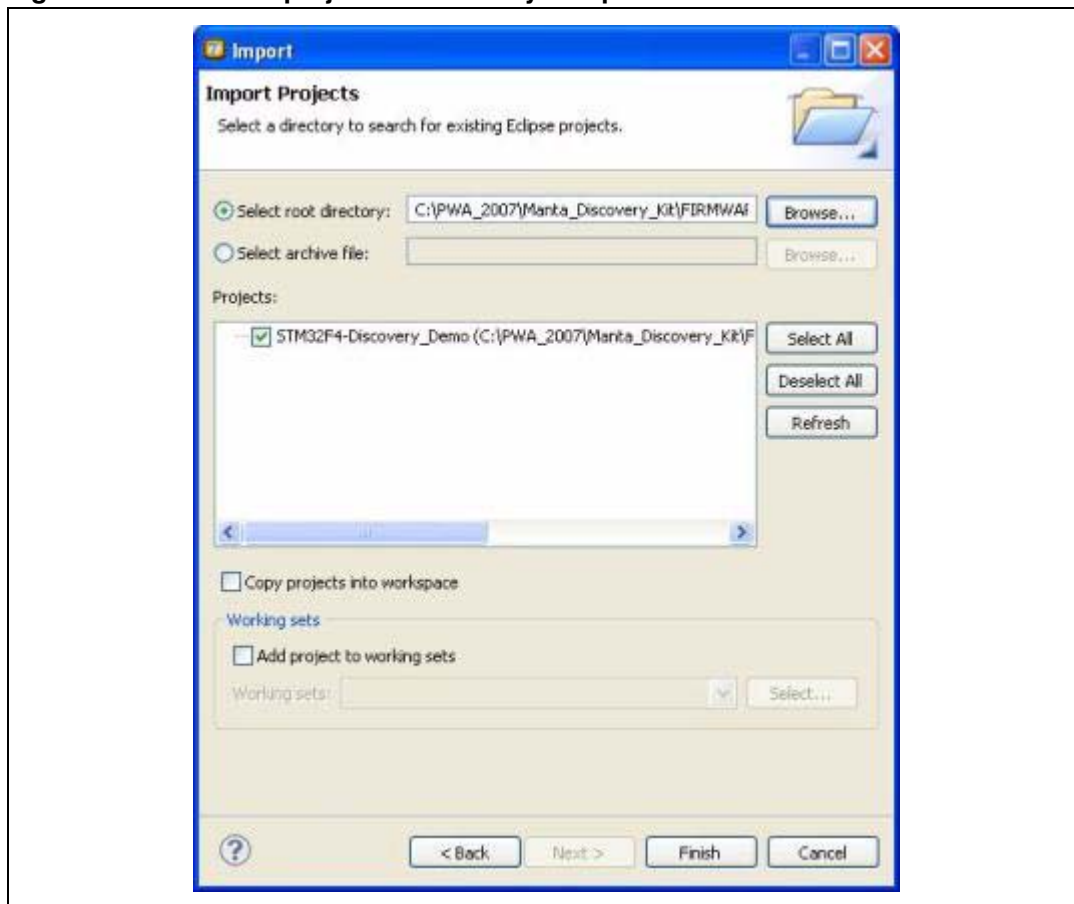 Import
Import Projects
Select a directory to search for existing Eclipse projects.
Select root directory: C:\PWA_2007\Manta_Discovery_Kit\FIRMWAF Browse...
Select archive file: Browse...
Projects:
STM32F4-Discovery_Demo (C:\PWA_2007\Manta_Discovery_Kit\F
Select All
Deselect All
Refresh
Copy projects into workspace
Working sets
Add project to working sets
Working sets: Select...
? < Back Next > Finish Cancel